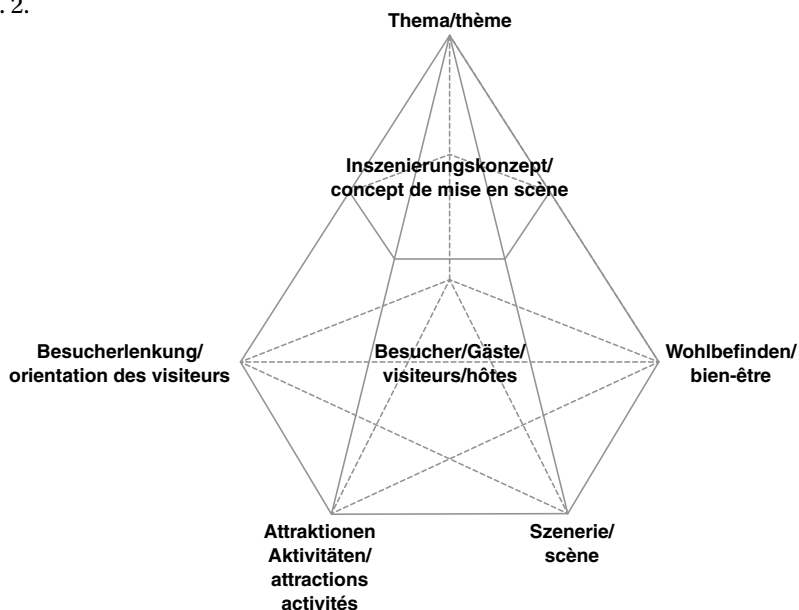 . 2.
Thema/thème
Inszenierungskonzept/
concept de mise en scène
Besucherlenkung/
orientation des visiteurs
Besucher/Gäste/
visiteurs/hôtes
Wohlbefinden/
bien-être
Attraktionen
Aktivitäten/
attractions
activités
Szenerie/
scène